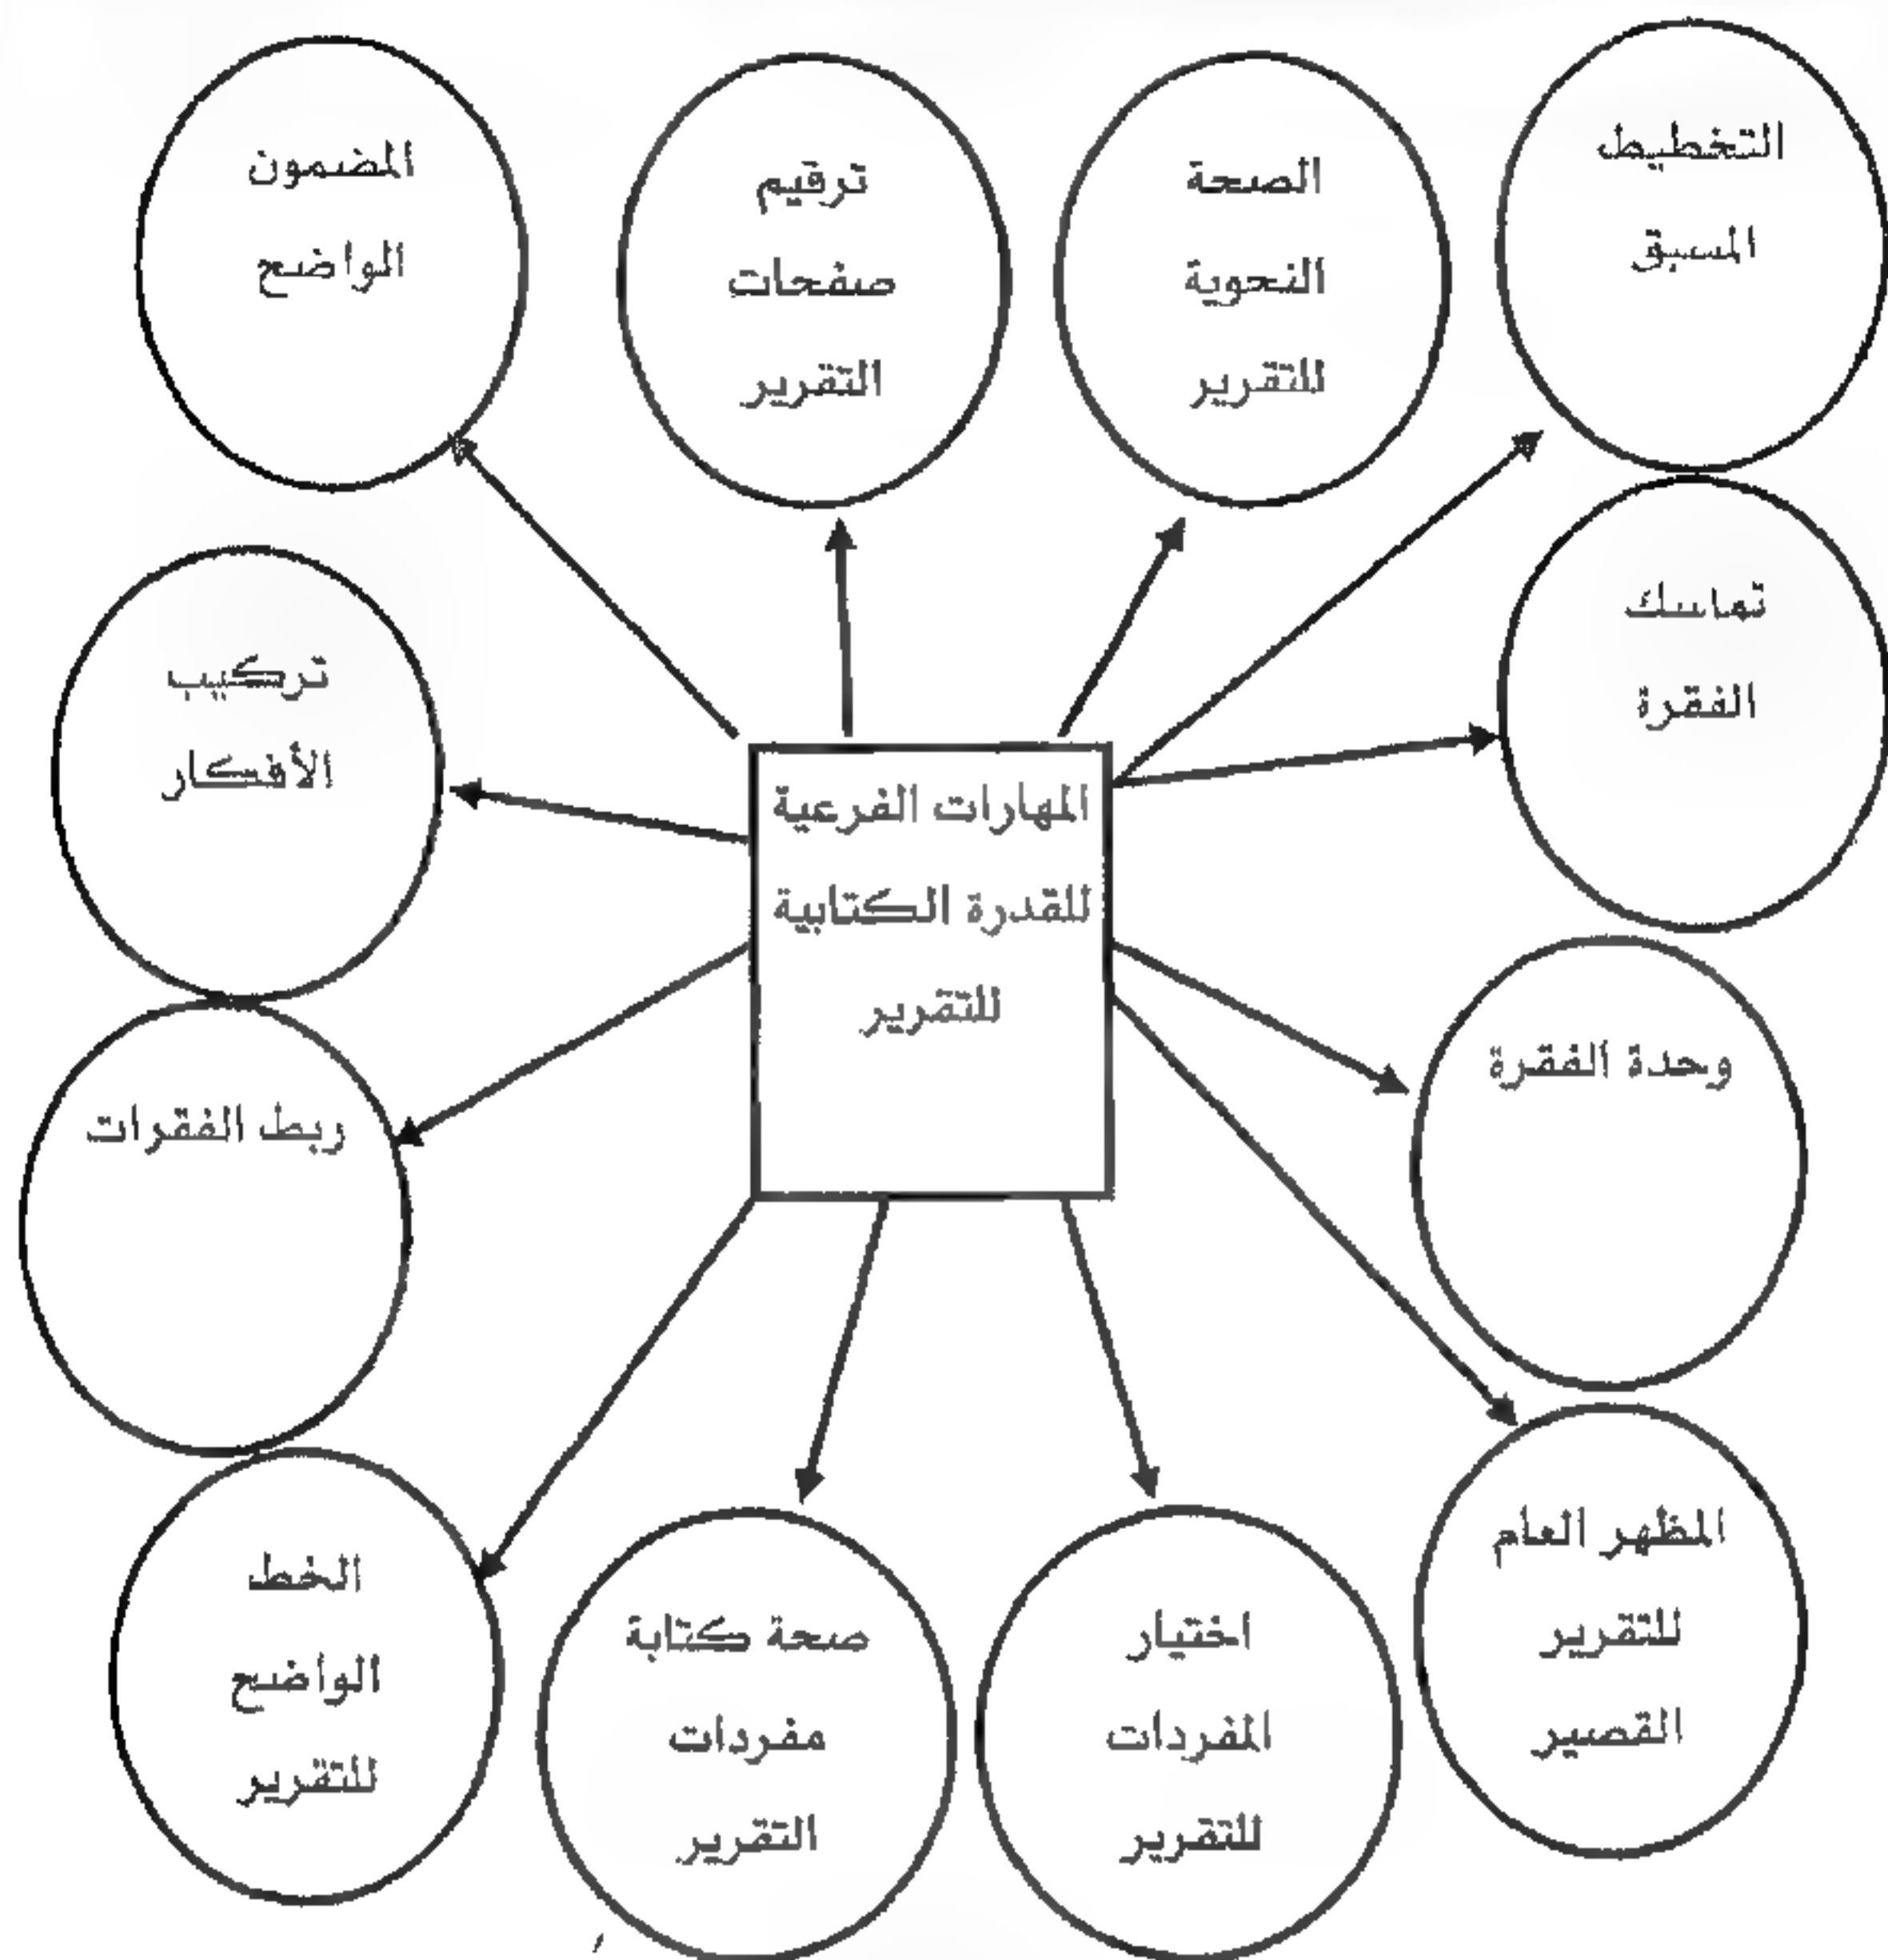 التخطيط
المسبق
الصحة
النحوية
للتقرير
ترقيم
صفحات
التقرير
المضمون
الواضح
تماسك
الفقرة
تركيب
الأفكار
المهارات الفرعية
للقدرة الكتابية
للتقرير
وحدة الفقرة
ربط الفقرات
المظهر العام
للتقرير
القصير
اختيار
المفردات
للتقرير
صحة كتابة
مفردات
التقرير
الخط
الواضح
للتقرير